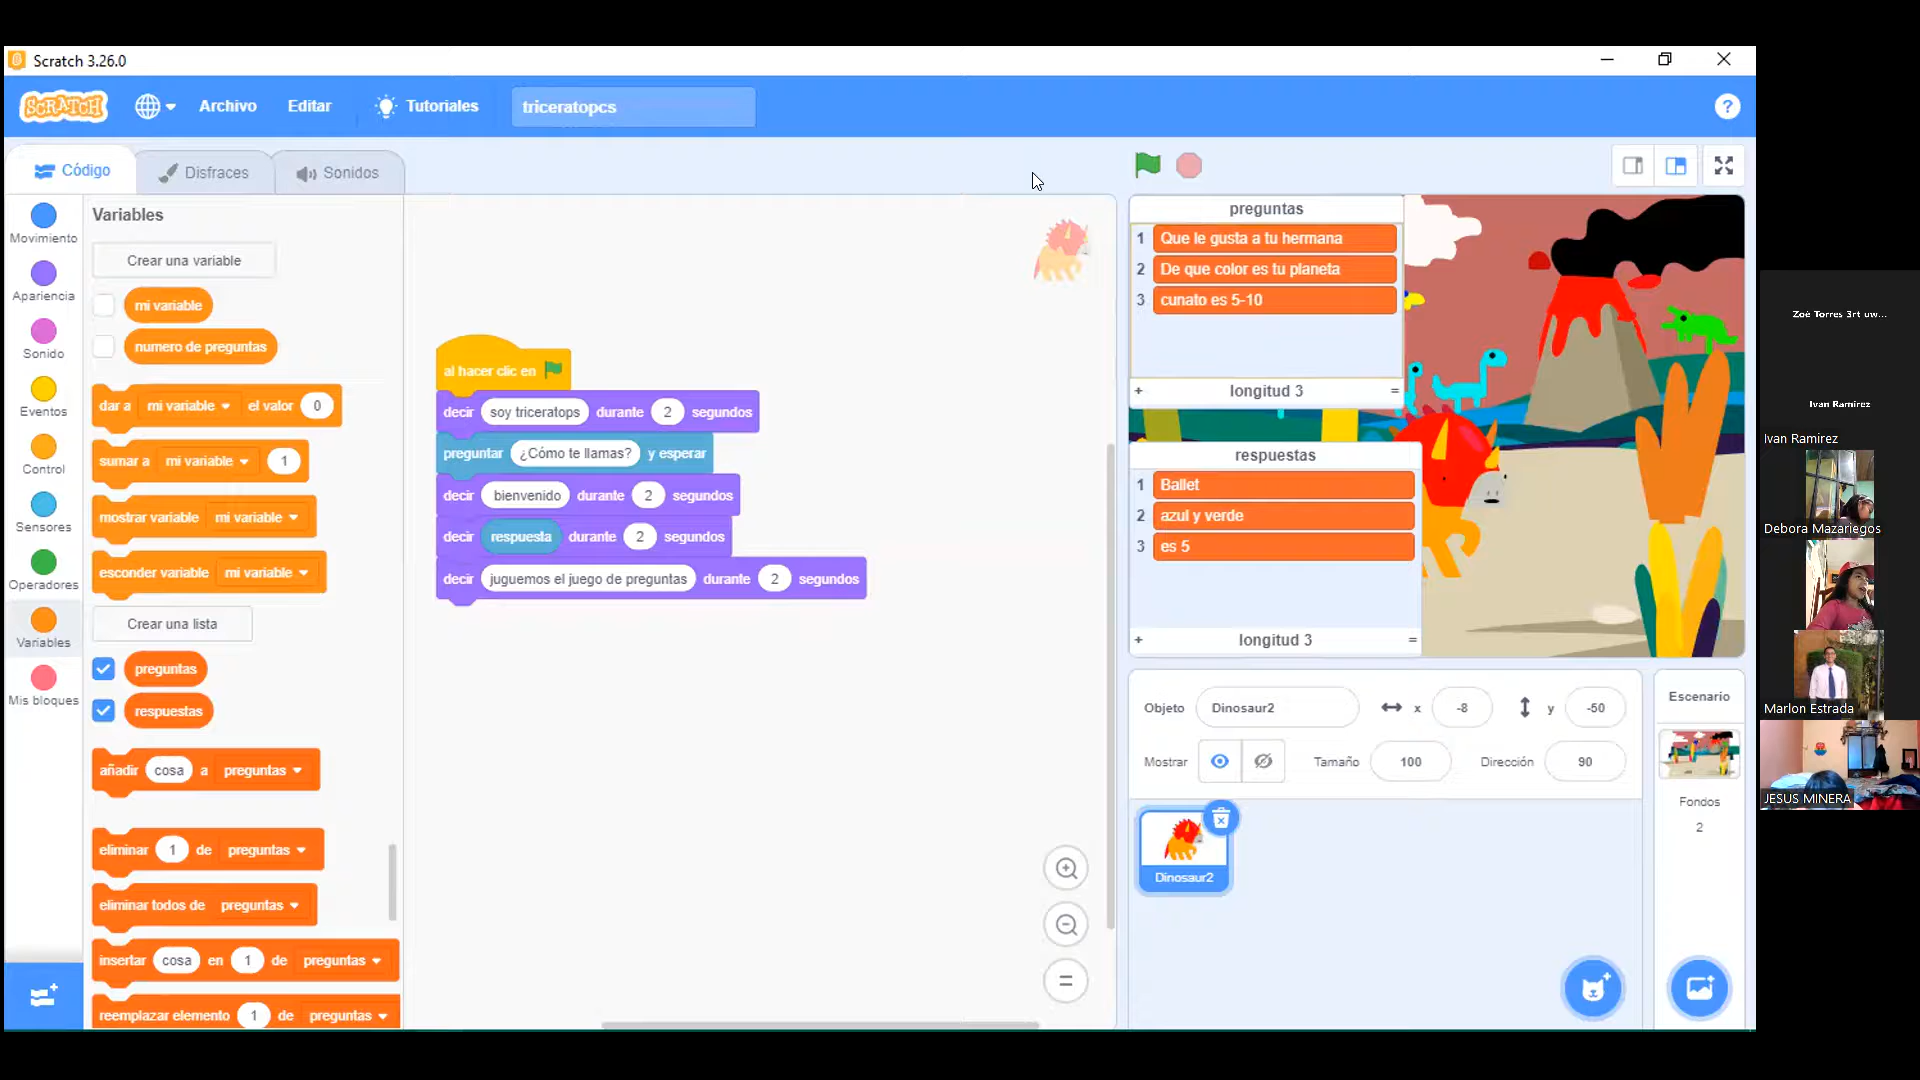 Scratch 3.26.0
SCRATCH
Archivo
Editar
Tutoriales
triceratopcs
?
Código
Disfraces
Sonidos
Movimiento
Apariencia
Sonido
Eventos
Control
Sensores
Operadores
Variables
Mis bloques
Variables
Crear una variable
mi variable
numero de preguntas
dar a mi variable el valor 0
sumar a mi variable 1
mostrar variable mi variable
esconder variable mi variable
Crear una lista
preguntas
respuestas
añadir cosa a preguntas
eliminar 1 de preguntas
eliminar todos de preguntas
insertar cosa en 1 de preguntas
reemplazar elemento 1 de preguntas
al hacer clic en
decir soy triceratops durante 2 segundos
preguntar ¿Cómo te llamas? y esperar
decir bienvenido durante 2 segundos
decir respuesta durante 2 segundos
decir juguemos el juego de preguntas durante 2 segundos
preguntas
1 Que le gusta a tu hermana
2 De que color es tu planeta
3 cunato es 5-10
+ longitud 3 =
respuestas
1 Ballet
2 azul y verde
3 es 5
+ longitud 3 =
Objeto Dinosaur2 x -8 y -50
Mostrar Tamaño 100 Dirección 90
Dinosaur2
Escenario
Fondos
2
Zoè Torres 3rt uw...
Ivan Ramirez
Ivan Ramirez
Debora Mazariegos
Marlon Estrada
JESUS MINERA